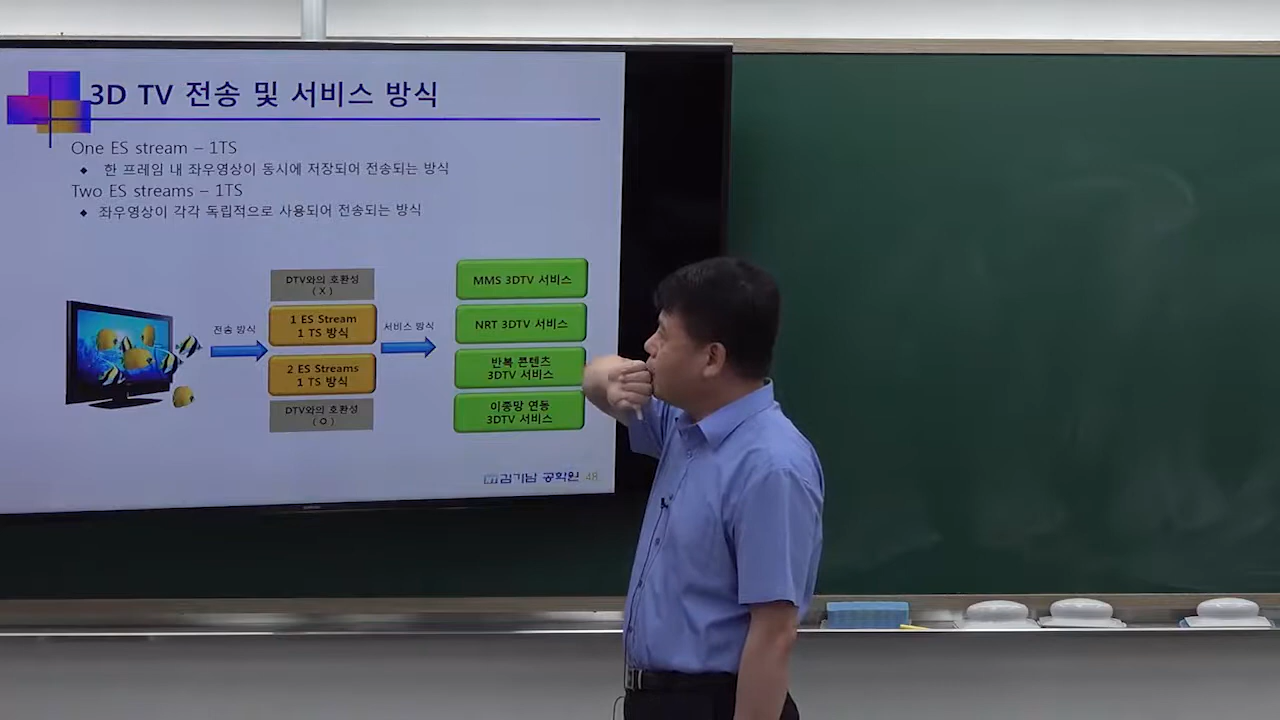 3D TV 전송 및 서비스 방식
One ES stream – 1TS
◆ 한 프레임 내 좌우영상이 동시에 저장되어 전송되는 방식
Two ES streams – 1TS
◆ 좌우영상이 각각 독립적으로 사용되어 전송되는 방식
전송 방식
DTV와의 호환성
( X )
1 ES Stream
1 TS 방식
2 ES Streams
1 TS 방식
DTV와의 호환성
( O )
서비스 방식
MMS 3DTV 서비스
NRT 3DTV 서비스
반복 콘텐츠
3DTV 서비스
이종망 연동
3DTV 서비스
김기남 공학원 48